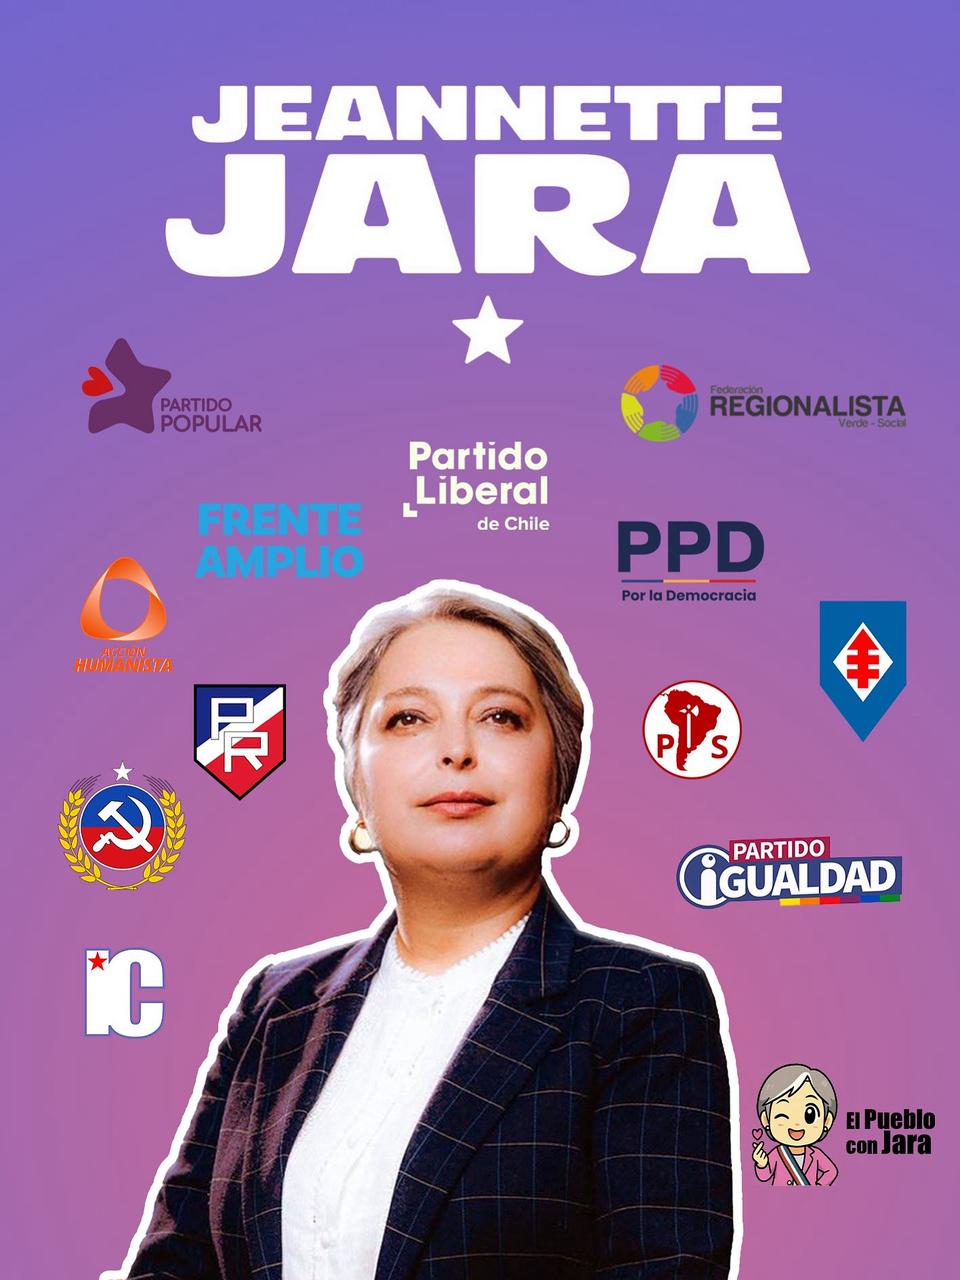 JEANNETTE
JARA
PARTIDO
POPULAR
Federación
REGIONALISTA
Verde - Social
Partido
Liberal
de Chile
FRENTE
AMPLIO
PPD
Por la Democracia
ACCIÓN
HUMANISTA
PR
PS
PARTIDO
iGUALDAD
iC
El Pueblo
con Jara